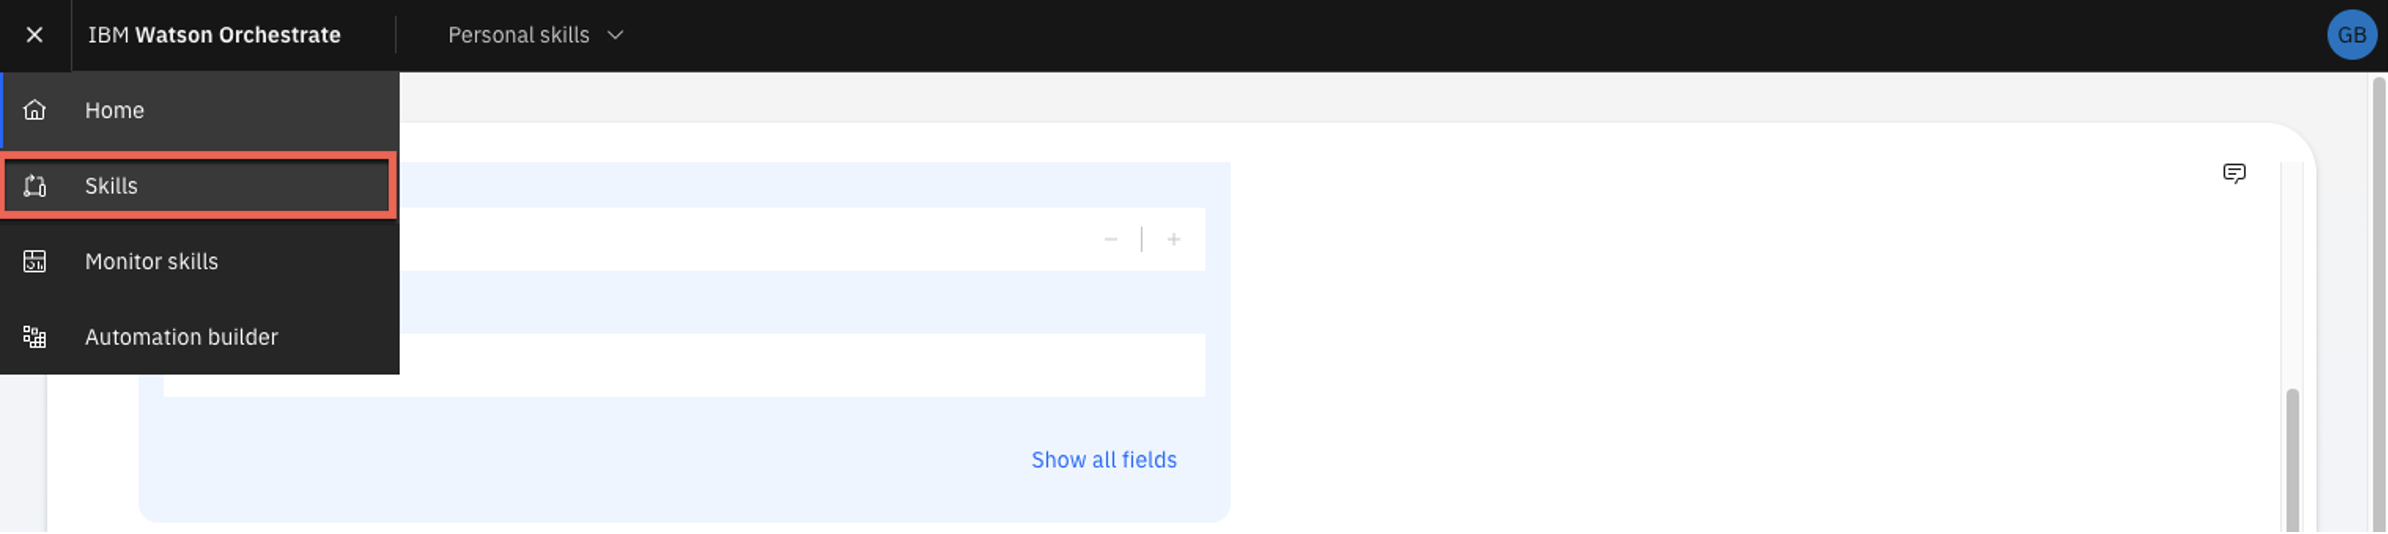 IBM Watson Orchestrate
Personal skills
GB
Home
Skills
Monitor skills
Automation builder
Show all fields